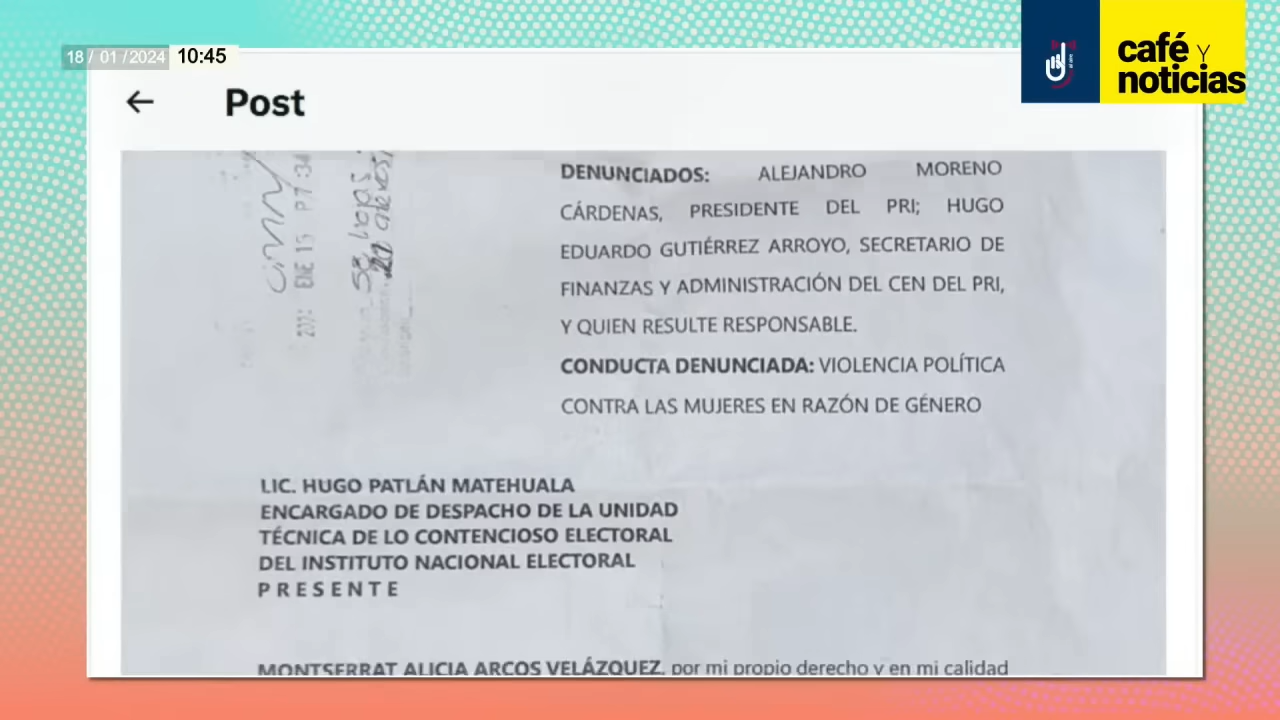 18 / 01 /2024 10:45
café Y
noticias
Post
DENUNCIADOS: ALEJANDRO MORENO
CÁRDENAS, PRESIDENTE DEL PRI; HUGO
EDUARDO GUTIÉRREZ ARROYO, SECRETARIO DE
FINANZAS Y ADMINISTRACIÓN DEL CEN DEL PRI,
Y QUIEN RESULTE RESPONSABLE.
CONDUCTA DENUNCIADA: VIOLENCIA POLÍTICA
CONTRA LAS MUJERES EN RAZÓN DE GÉNERO
LIC. HUGO PATLÁN MATEHUALA
ENCARGADO DE DESPACHO DE LA UNIDAD
TÉCNICA DE LO CONTENCIOSO ELECTORAL
DEL INSTITUTO NACIONAL ELECTORAL
P R E S E N T E
MONTSERRAT ALICIA ARCOS VELÁZQUEZ, por mi propio derecho y en mi calidad